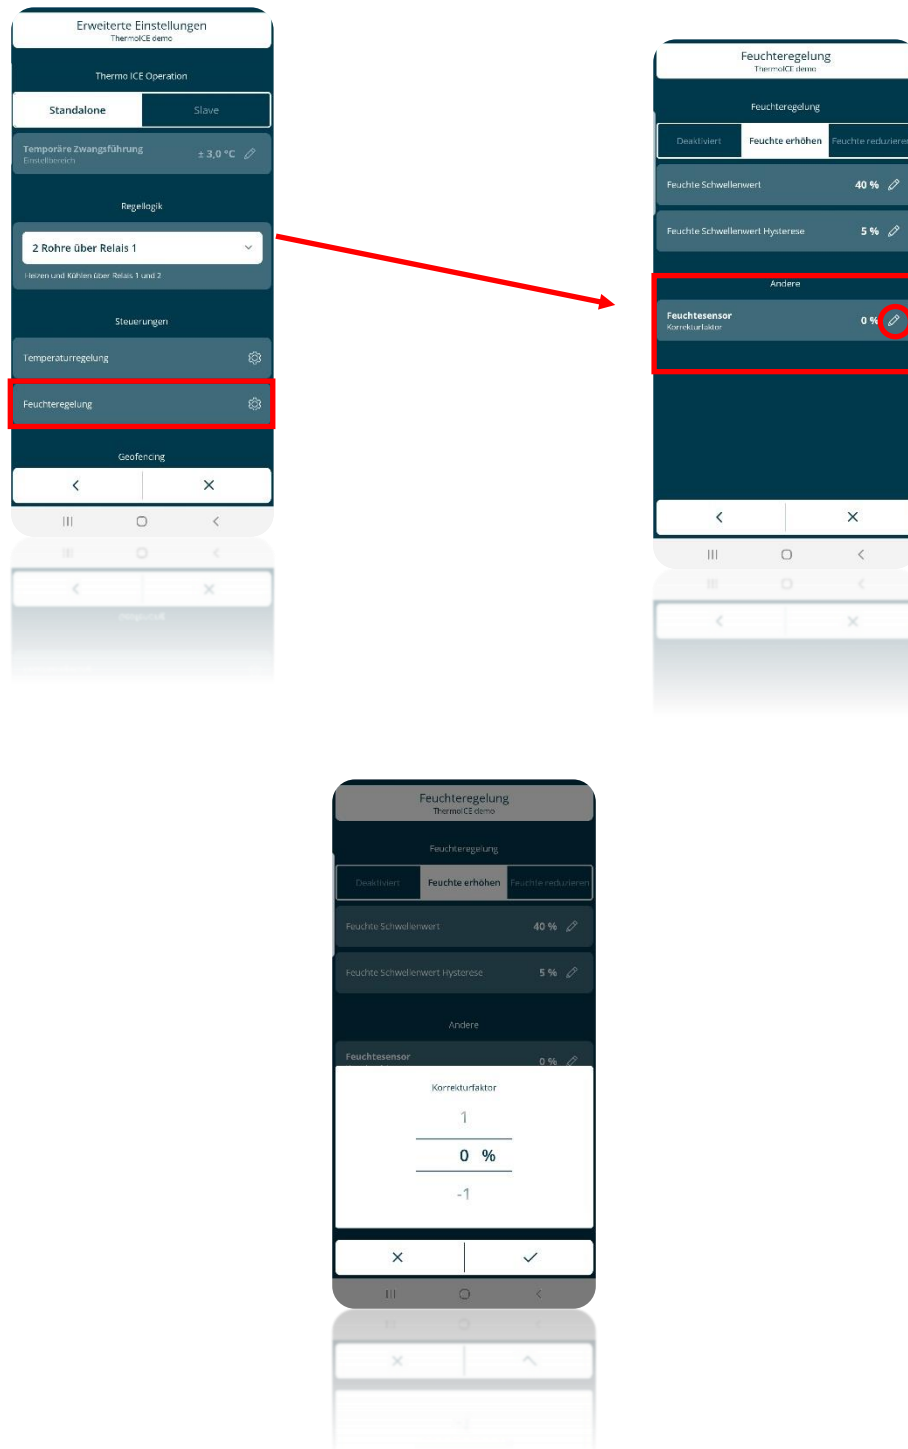 Erweiterte Einstellungen
ThermoICE demo
Thermo ICE Operation
Standalone
Slave
Temporäre Zwangsführung
Einstellbereich
± 3,0 °C
Regellogik
2 Rohre über Relais 1
Heizen und Kühlen über Relais 1 und 2
Steuerungen
Temperaturregelung
Feuchteregelung
Geofencing
Feuchteregelung
ThermoICE demo
Feuchteregelung
Deaktiviert
Feuchte erhöhen
Feuchte reduzieren
Feuchte Schwellenwert
40 %
Feuchte Schwellenwert Hysterese
5 %
Andere
Feuchtesensor
Korrekturfaktor
0 %
Feuchteregelung
ThermoICE demo
Feuchteregelung
Deaktiviert
Feuchte erhöhen
Feuchte reduzieren
Feuchte Schwellenwert
40 %
Feuchte Schwellenwert Hysterese
5 %
Andere
Feuchtesensor
0 %
Korrekturfaktor
1
0 %
-1